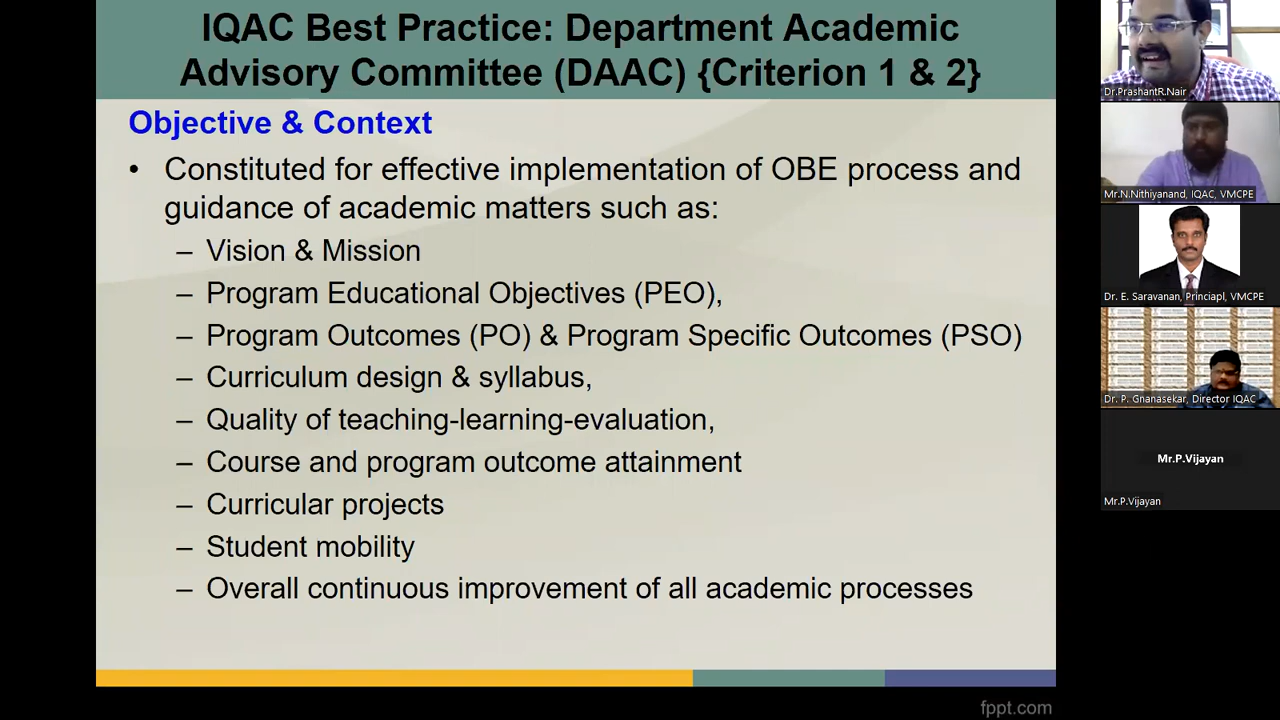 IQAC Best Practice: Department Academic
Advisory Committee (DAAC) {Criterion 1 & 2}
Objective & Context
• Constituted for effective implementation of OBE process and
guidance of academic matters such as:
– Vision & Mission
– Program Educational Objectives (PEO),
– Program Outcomes (PO) & Program Specific Outcomes (PSO)
– Curriculum design & syllabus,
– Quality of teaching-learning-evaluation,
– Course and program outcome attainment
– Curricular projects
– Student mobility
– Overall continuous improvement of all academic processes
fppt.com
Dr.PrashantR.Nair
Mr.N.Nithiyanand, IQAC, VMCPE
Dr. E. Saravanan, Princiapl, VMCPE
Dr. P. Gnanasekar, Director IQAC
Mr.P.Vijayan
Mr.P.Vijayan